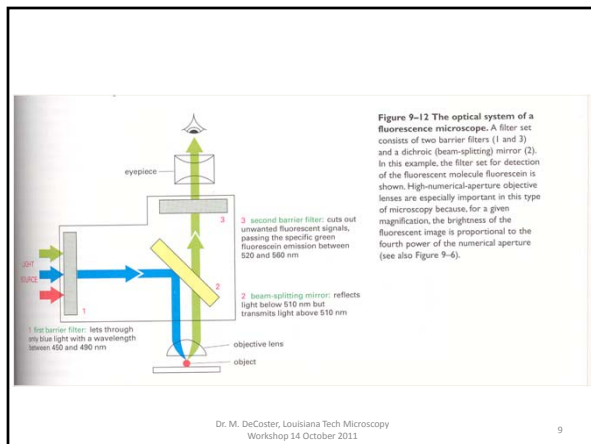 eyepiece
3
3 second barrier filter: cuts out
unwanted fluorescent signals,
passing the specific green
fluorescein emission between
520 and 560 nm
LIGHT
SOURCE
2
2 beam-splitting mirror: reflects
light below 510 nm but
transmits light above 510 nm
1
1 first barrier filter: lets through
only blue light with a wavelength
between 450 and 490 nm
objective lens
object
Figure 9–12 The optical system of a
fluorescence microscope. A filter set
consists of two barrier filters (1 and 3)
and a dichroic (beam-splitting) mirror (2).
In this example, the filter set for detection
of the fluorescent molecule fluorescein is
shown. High-numerical-aperture objective
lenses are especially important in this type
of microscopy because, for a given
magnification, the brightness of the
fluorescent image is proportional to the
fourth power of the numerical aperture
(see also Figure 9–6).
Dr. M. DeCoster, Louisiana Tech Microscopy
Workshop 14 October 2011
9